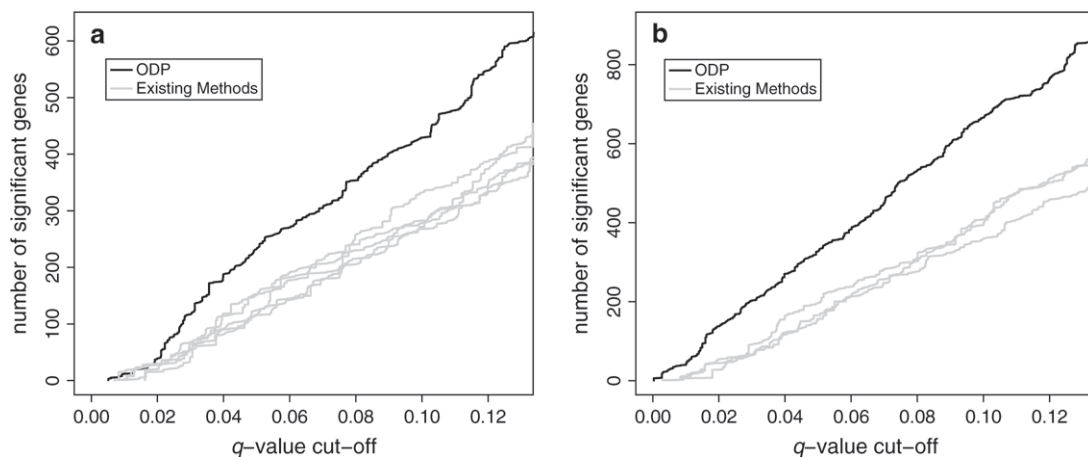 a
ODP
Existing Methods
number of significant genes
0 100 200 300 400 500 600
0.00 0.02 0.04 0.06 0.08 0.10 0.12
q–value cut–off
b
ODP
Existing Methods
number of significant genes
0 200 400 600 800
0.00 0.02 0.04 0.06 0.08 0.10 0.12
q–value cut–off